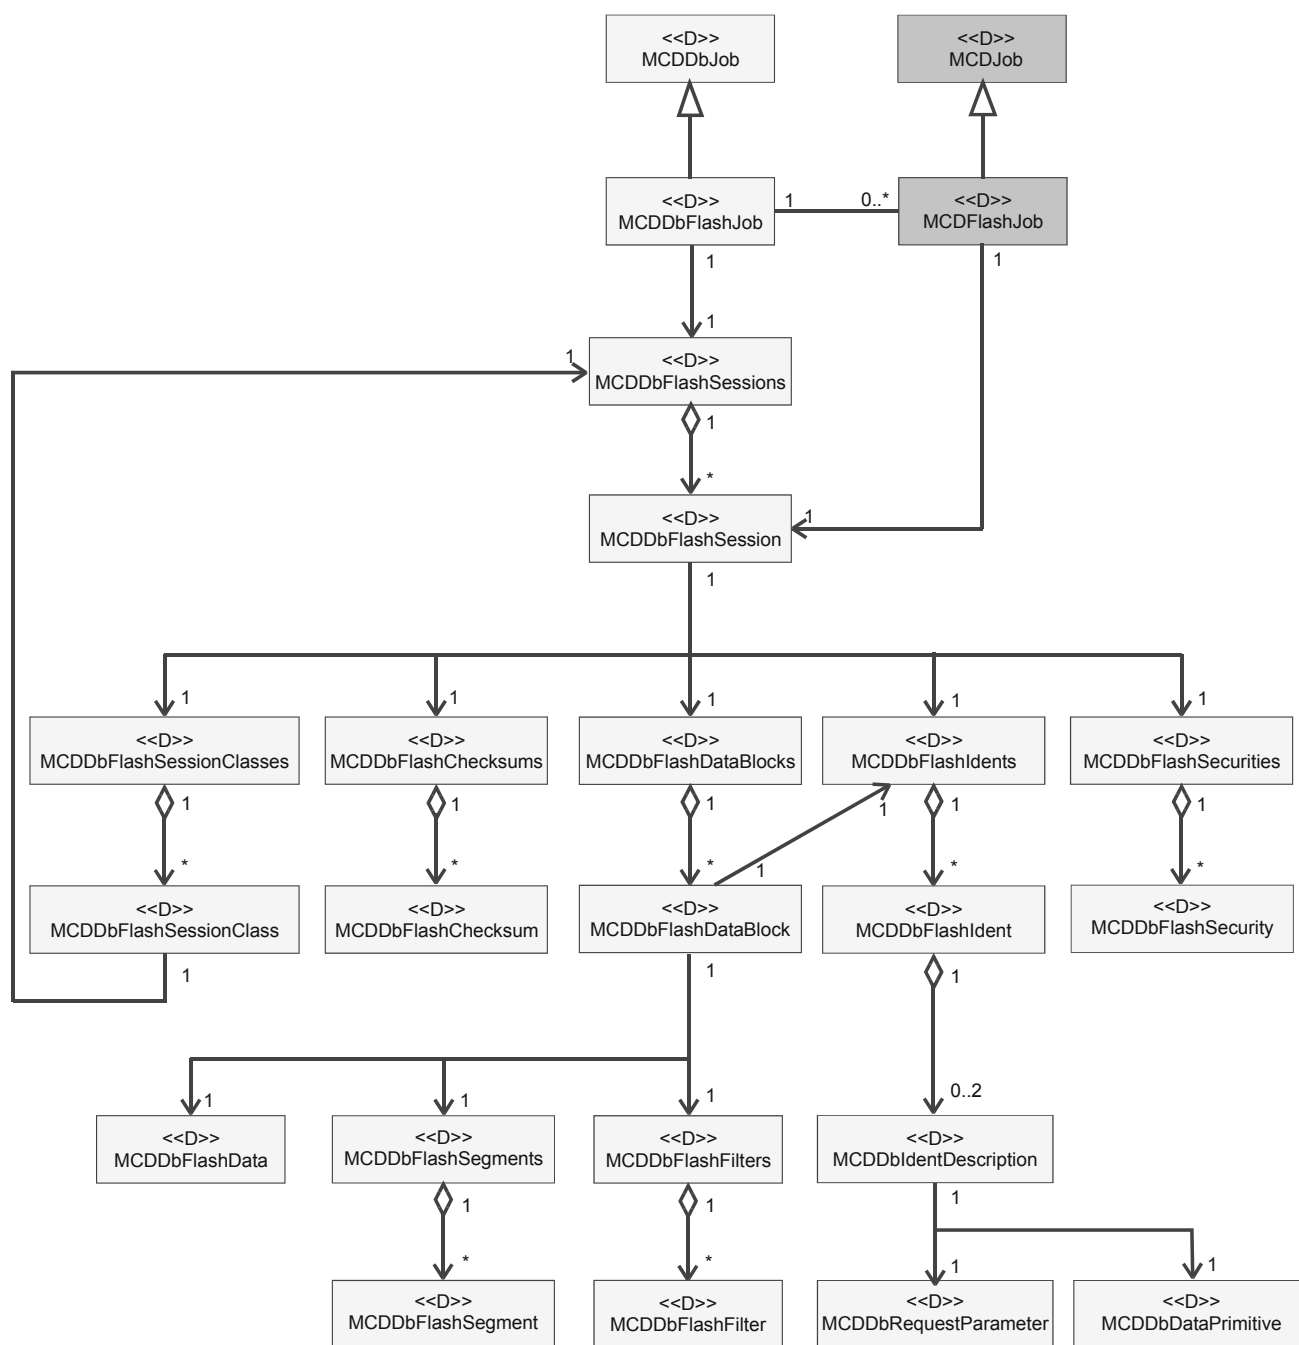 <<D>>
MCDDbJob
<<D>>
MCDJob
<<D>>
MCDDbFlashJob
1
0..*
<<D>>
MCDFlashJob
1
1
1
1
<<D>>
MCDDbFlashSessions
1
*
<<D>>
MCDDbFlashSession
1
1
1
1
1
1
1
<<D>>
MCDDbFlashSessionClasses
<<D>>
MCDDbFlashChecksums
<<D>>
MCDDbFlashDataBlocks
<<D>>
MCDDbFlashIdents
<<D>>
MCDDbFlashSecurities
1
1
1
1
1
1
*
*
*
1
*
*
<<D>>
MCDDbFlashSessionClass
<<D>>
MCDDbFlashChecksum
<<D>>
MCDDbFlashDataBlock
<<D>>
MCDDbFlashIdent
<<D>>
MCDDbFlashSecurity
1
1
1
1
1
1
0..2
<<D>>
MCDDbFlashData
<<D>>
MCDDbFlashSegments
<<D>>
MCDDbFlashFilters
<<D>>
MCDDbIdentDescription
1
1
1
*
*
1
1
<<D>>
MCDDbFlashSegment
<<D>>
MCDDbFlashFilter
<<D>>
MCDDbRequestParameter
<<D>>
MCDDbDataPrimitive